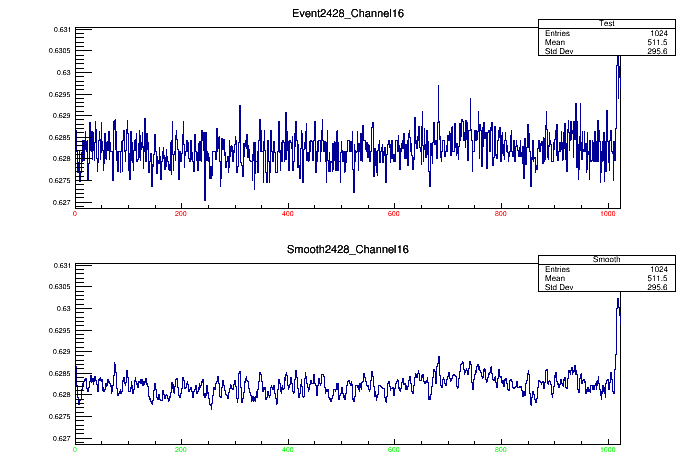 Event2428_Channel16
Test
Entries 1024
Mean 511.5
Std Dev 295.6
0.631
0.6305
0.63
0.6295
0.629
0.6285
0.628
0.6275
0.627
0 200 400 600 800 1000
Smooth2428_Channel16
Smooth
Entries 1024
Mean 511.5
Std Dev 295.6
0.631
0.6305
0.63
0.6295
0.629
0.6285
0.628
0.6275
0.627
0 200 400 600 800 1000